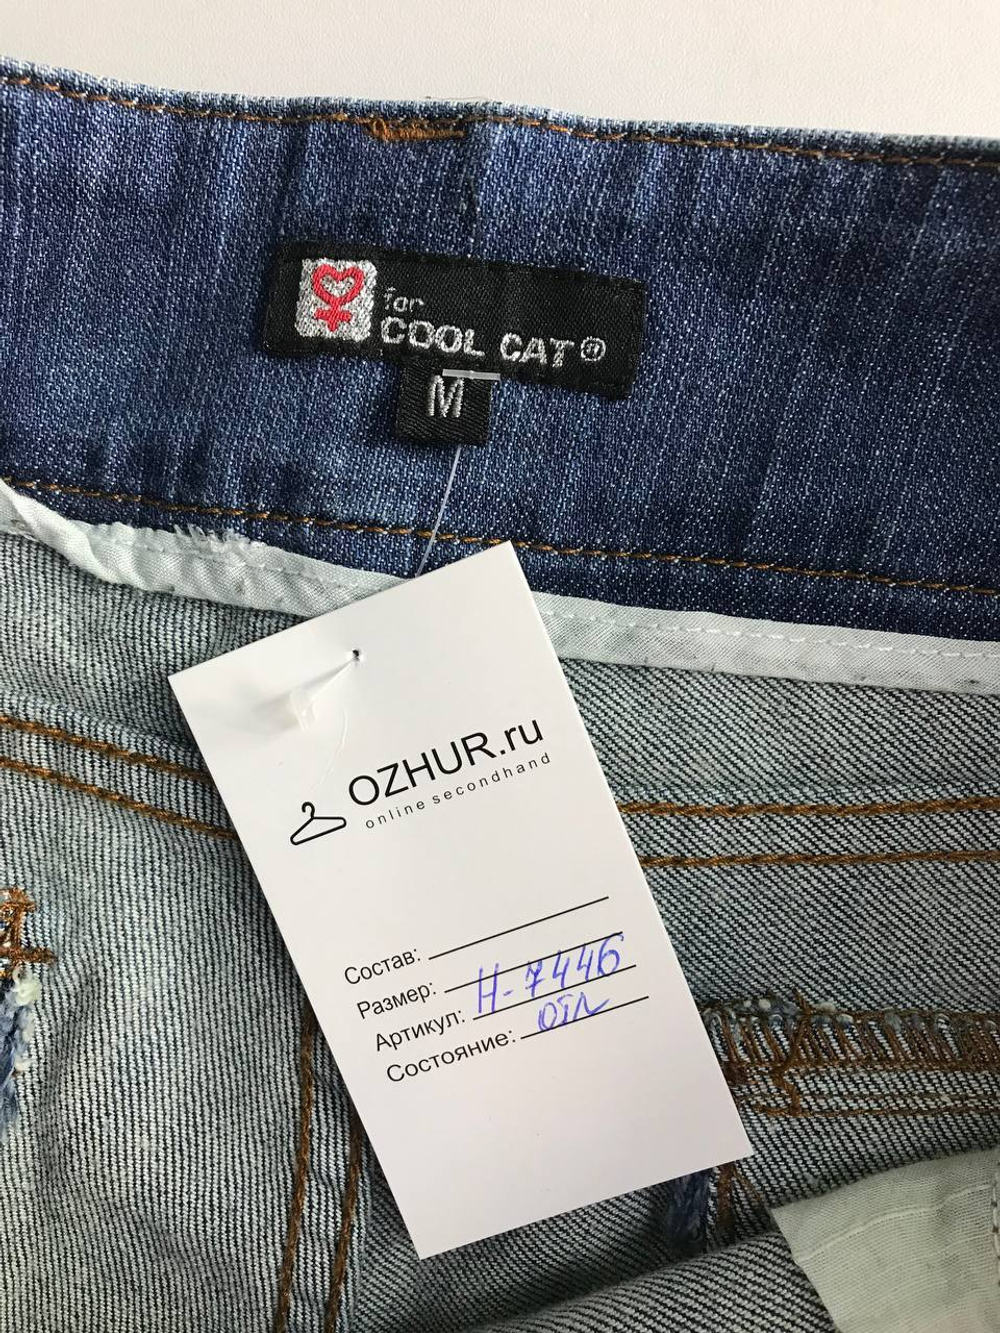 for
COOL CAT®
M
OZHUR.ru
online secondhand
Состав:
Размер:
Артикул: Н-7446
Состояние: отл